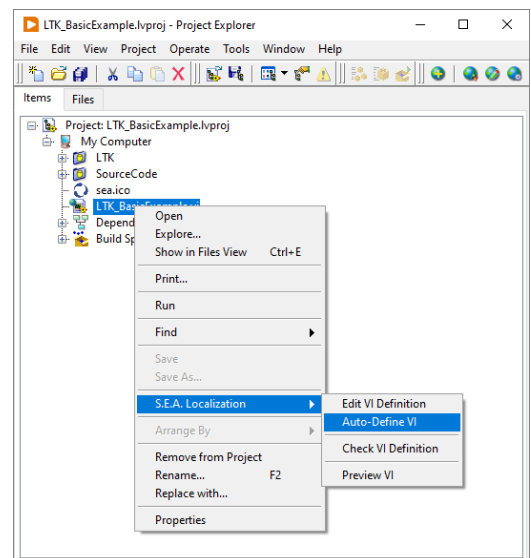 LTK_BasicExample.lvproj - Project Explorer
File Edit View Project Operate Tools Window Help
Items Files
Project: LTK_BasicExample.lvproj
My Computer
LTK
SourceCode
sea.ico
Open
Explore...
Show in Files View Ctrl+E
Print...
Run
Find
Save
Save As...
S.E.A. Localization
Edit VI Definition
Auto-Define VI
Arrange By
Check VI Definition
Remove from Project
Preview VI
Rename... F2
Replace with...
Properties